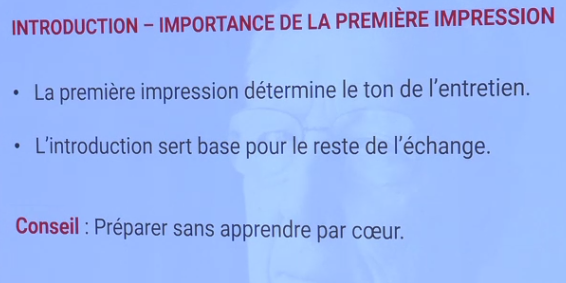 INTRODUCTION – IMPORTANCE DE LA PREMIÈRE IMPRESSION
• La première impression détermine le ton de l'entretien.
• L'introduction sert base pour le reste de l'échange.
Conseil : Préparer sans apprendre par cœur.